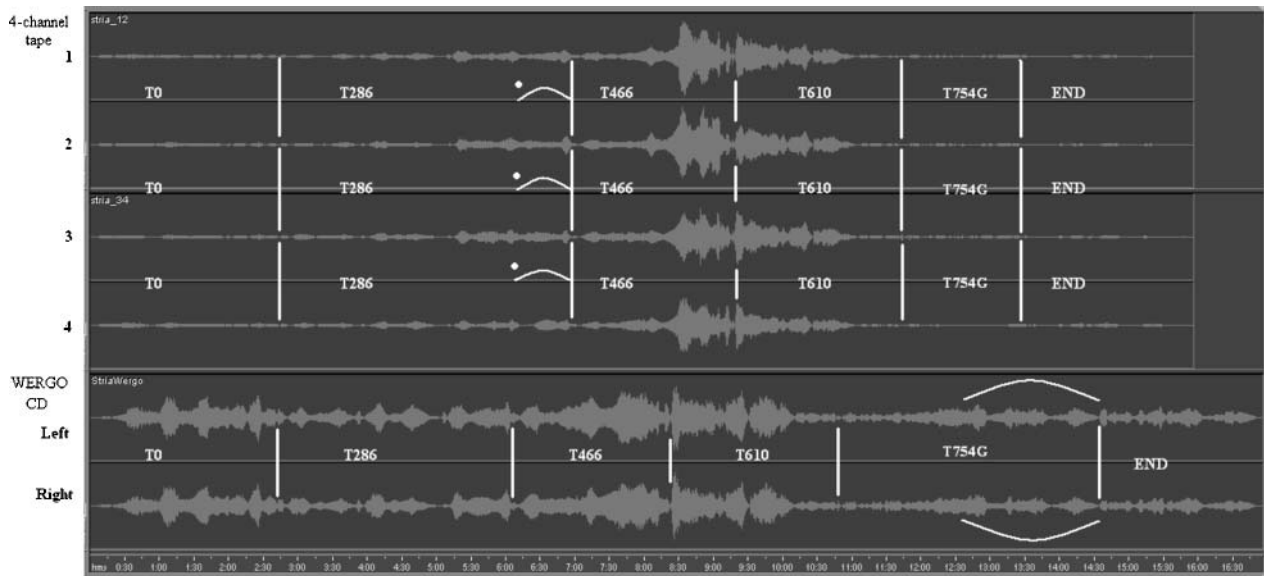 4-channel
tape
stria_12
1
T0 T286 T466 T610 T754G END
2
T0 T286 T466 T610 T754G END
stria_34
3
T0 T286 T466 T610 T754G END
4
WERGO
CD
StriaWergo
Left
T0 T286 T466 T610 T754G END
Right
hms 0:30 1:00 1:30 2:00 2:30 3:00 3:30 4:00 4:30 5:00 5:30 6:00 6:30 7:00 7:30 8:00 8:30 9:00 9:30 10:00 10:30 11:00 11:30 12:00 12:30 13:00 13:30 14:00 14:30 15:00 15:30 16:00 16:30